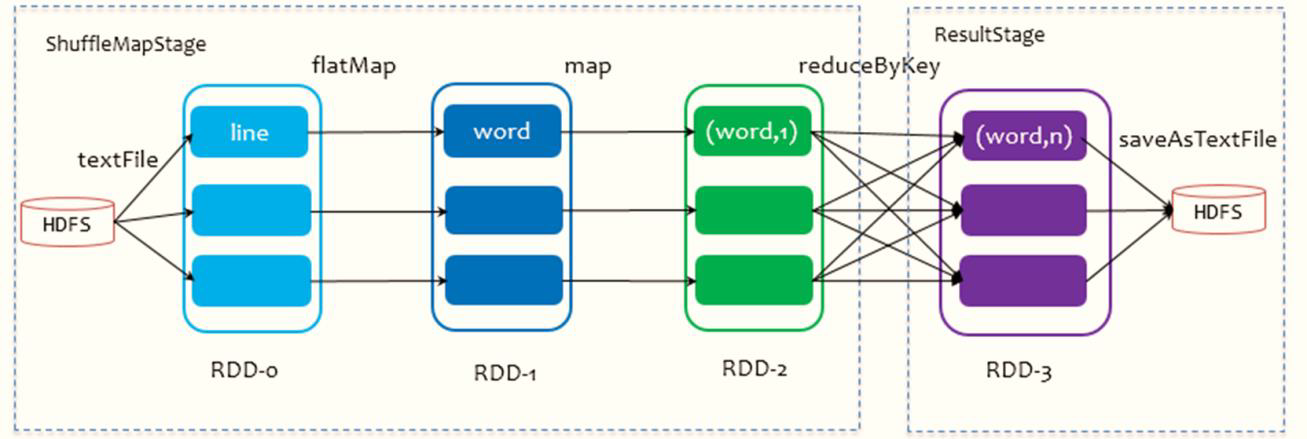 ShuffleMapStage
ResultStage
flatMap
map
reduceByKey
line
word
(word,1)
(word,n)
textFile
saveAsTextFile
HDFS
HDFS
RDD-0
RDD-1
RDD-2
RDD-3